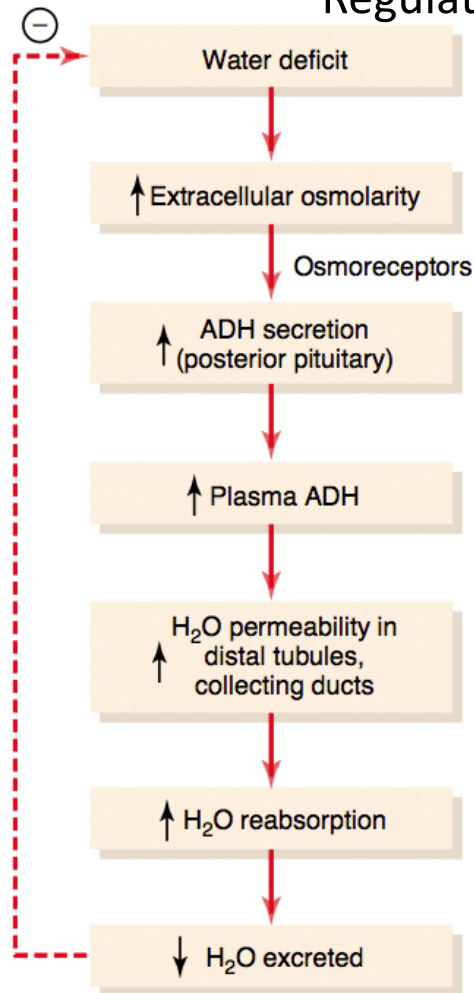 Regulat
−
Water deficit
↑ Extracellular osmolarity
Osmoreceptors
↑ ADH secretion
(posterior pituitary)
↑ Plasma ADH
H₂O permeability in
↑ distal tubules,
collecting ducts
↑ H₂O reabsorption
↓ H₂O excreted